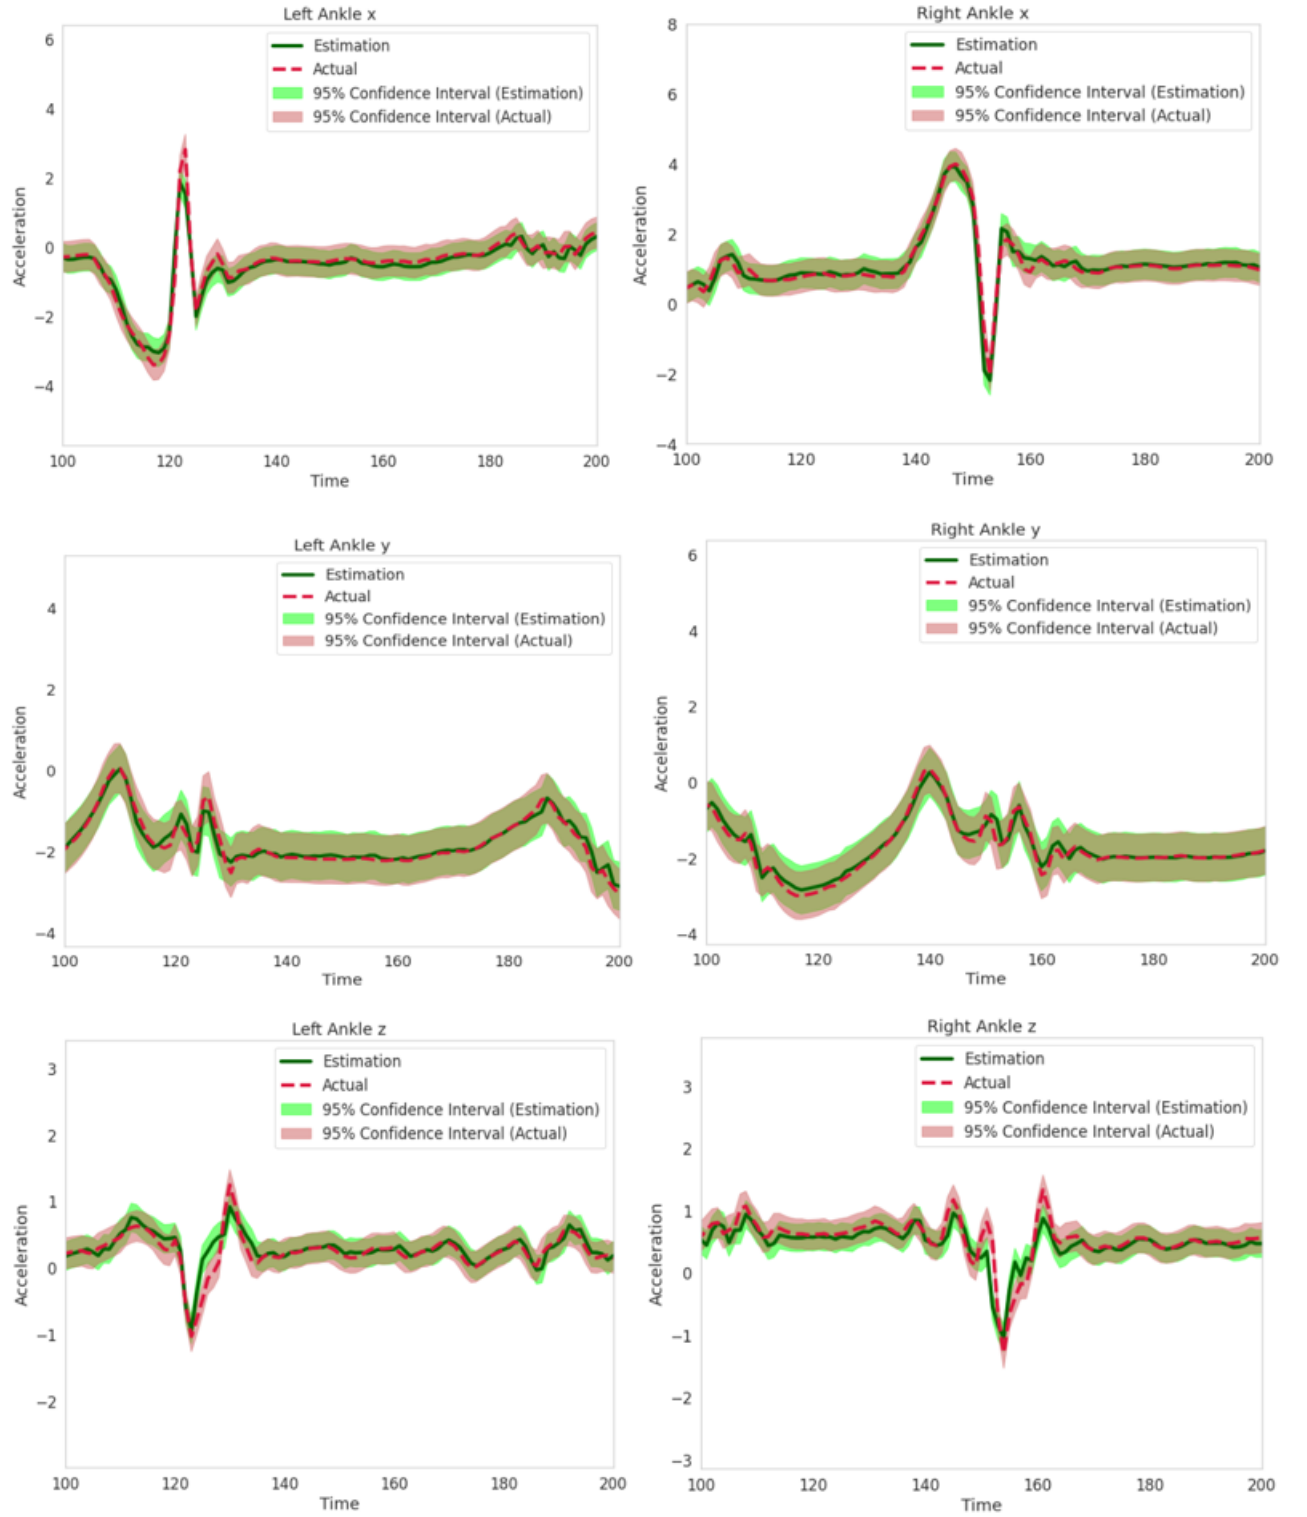 Left Ankle x
Estimation
Actual
95% Confidence Interval (Estimation)
95% Confidence Interval (Actual)
6
4
2
0
−2
−4
Acceleration
100 120 140 160 180 200
Time
Right Ankle x
Estimation
Actual
95% Confidence Interval (Estimation)
95% Confidence Interval (Actual)
8
6
4
2
0
−2
−4
Acceleration
100 120 140 160 180 200
Time
Left Ankle y
Estimation
Actual
95% Confidence Interval (Estimation)
95% Confidence Interval (Actual)
4
2
0
−2
−4
Acceleration
100 120 140 160 180 200
Time
Right Ankle y
Estimation
Actual
95% Confidence Interval (Estimation)
95% Confidence Interval (Actual)
6
4
2
0
−2
−4
Acceleration
100 120 140 160 180 200
Time
Left Ankle z
Estimation
Actual
95% Confidence Interval (Estimation)
95% Confidence Interval (Actual)
3
2
1
0
−1
−2
Acceleration
100 120 140 160 180 200
Time
Right Ankle z
Estimation
Actual
95% Confidence Interval (Estimation)
95% Confidence Interval (Actual)
3
2
1
0
−1
−2
−3
Acceleration
100 120 140 160 180 200
Time